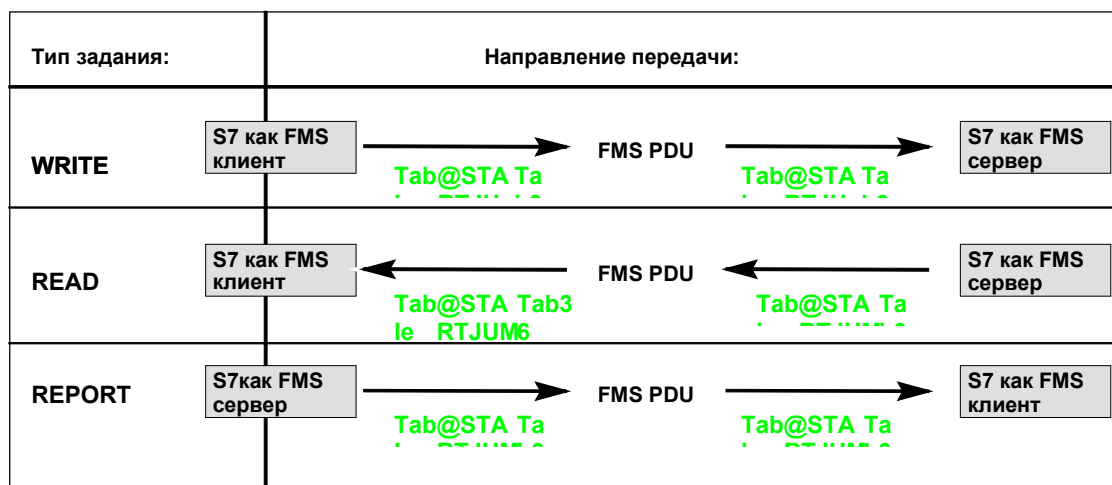 Тип задания:
Направление передачи:
S7 как FMS
клиент
S7 как FMS
сервер
WRITE
FMS PDU
Tab@STA Ta
Tab@STA Ta
S7 как FMS
клиент
S7 как FMS
сервер
READ
FMS PDU
Tab@STA Tab3
le RTJUM6
Tab@STA Ta
S7как FMS
сервер
S7 как FMS
клиент
REPORT
FMS PDU
Tab@STA Ta
Tab@STA Ta